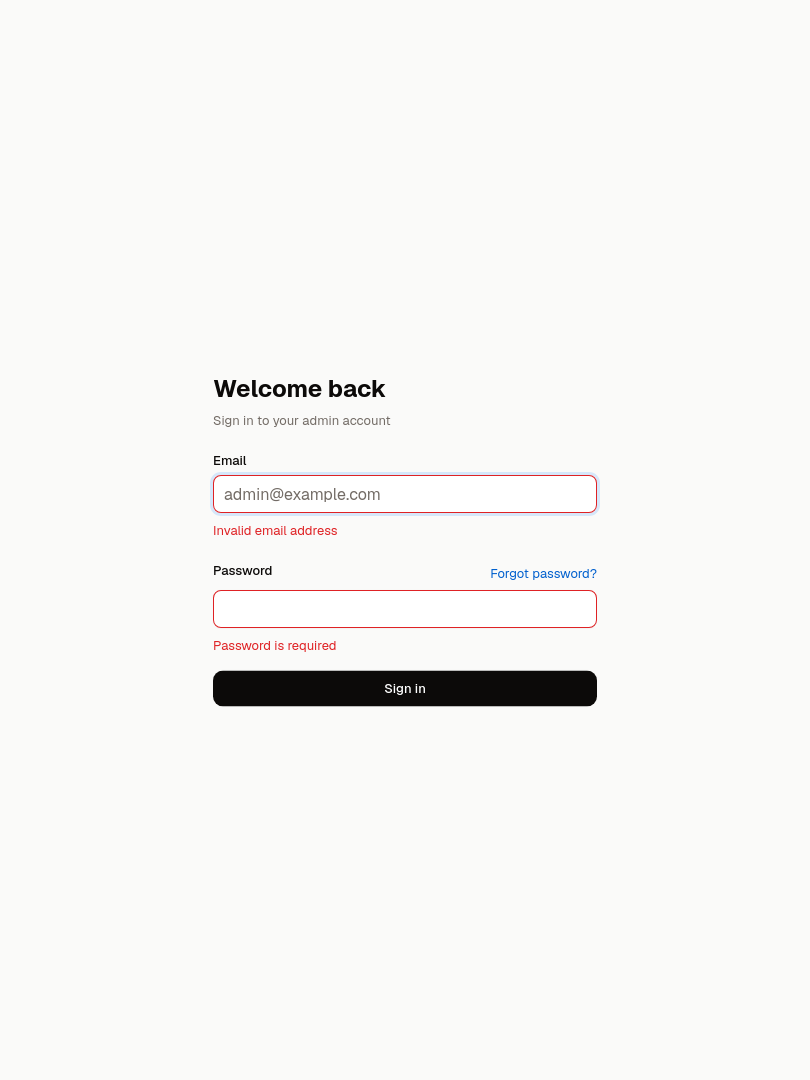 Welcome back
Sign in to your admin account
Email
admin@example.com
Invalid email address
Password
Forgot password?
Password is required
Sign in